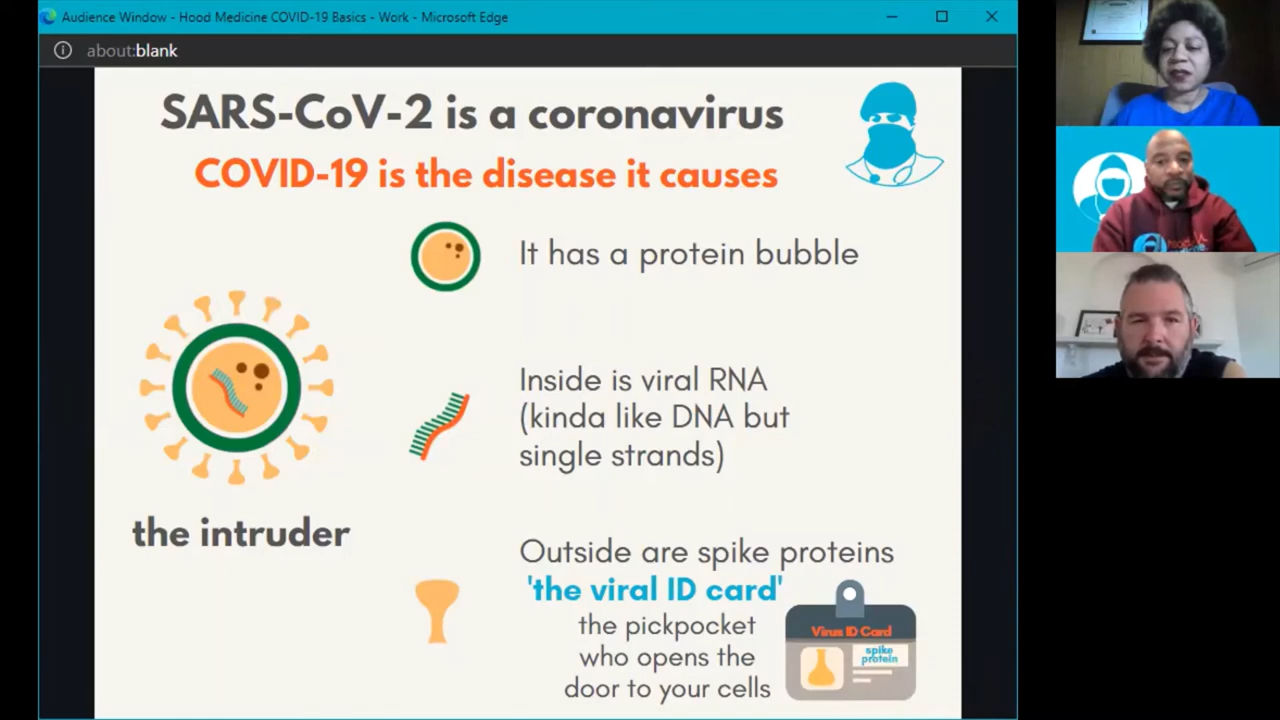 Audience Window - Hood Medicine COVID-19 Basics - Work - Microsoft Edge
about:blank
SARS-CoV-2 is a coronavirus
COVID-19 is the disease it causes
It has a protein bubble
Inside is viral RNA
(kinda like DNA but
single strands)
the intruder
Outside are spike proteins
'the viral ID card'
the pickpocket
who opens the
door to your cells
Virus ID Card
spike
protein